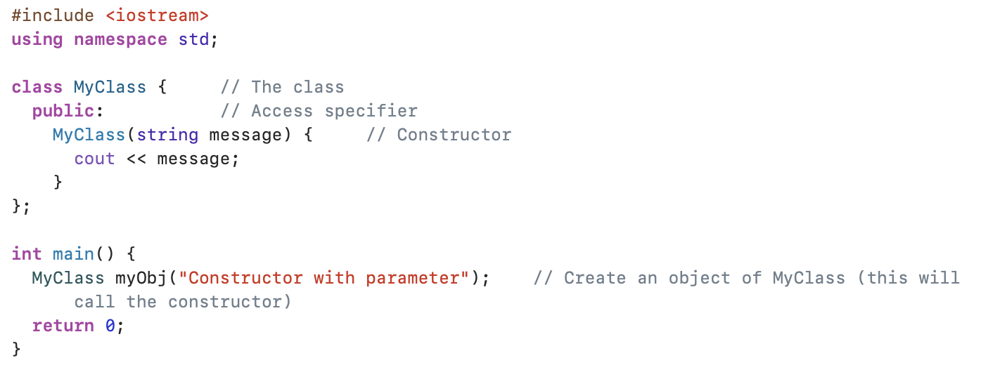 #include <iostream>
using namespace std;

class MyClass {     // The class
  public:           // Access specifier
    MyClass(string message) {     // Constructor
      cout << message;
    }
};

int main() {
  MyClass myObj("Constructor with parameter");    // Create an object of MyClass (this will
      call the constructor)
  return 0;
}